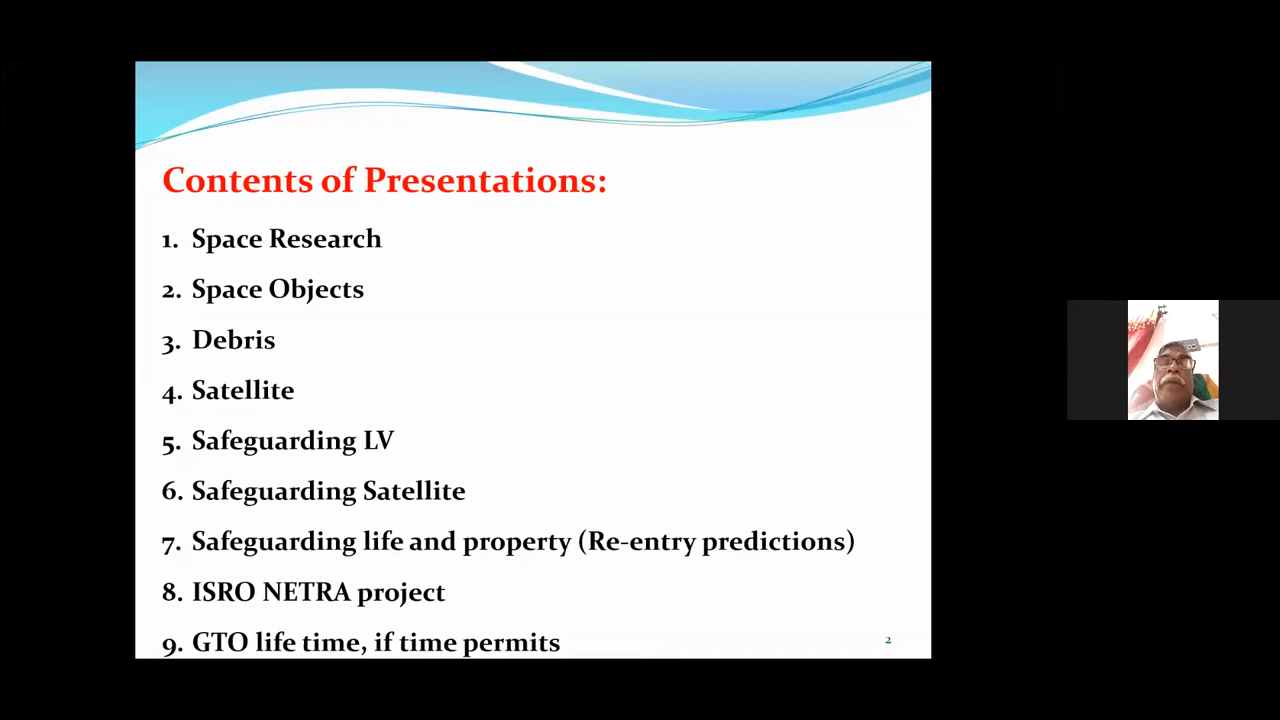 Contents of Presentations:
1. Space Research
2. Space Objects
3. Debris
4. Satellite
5. Safeguarding LV
6. Safeguarding Satellite
7. Safeguarding life and property (Re-entry predictions)
8. ISRO NETRA project
9. GTO life time, if time permits
2